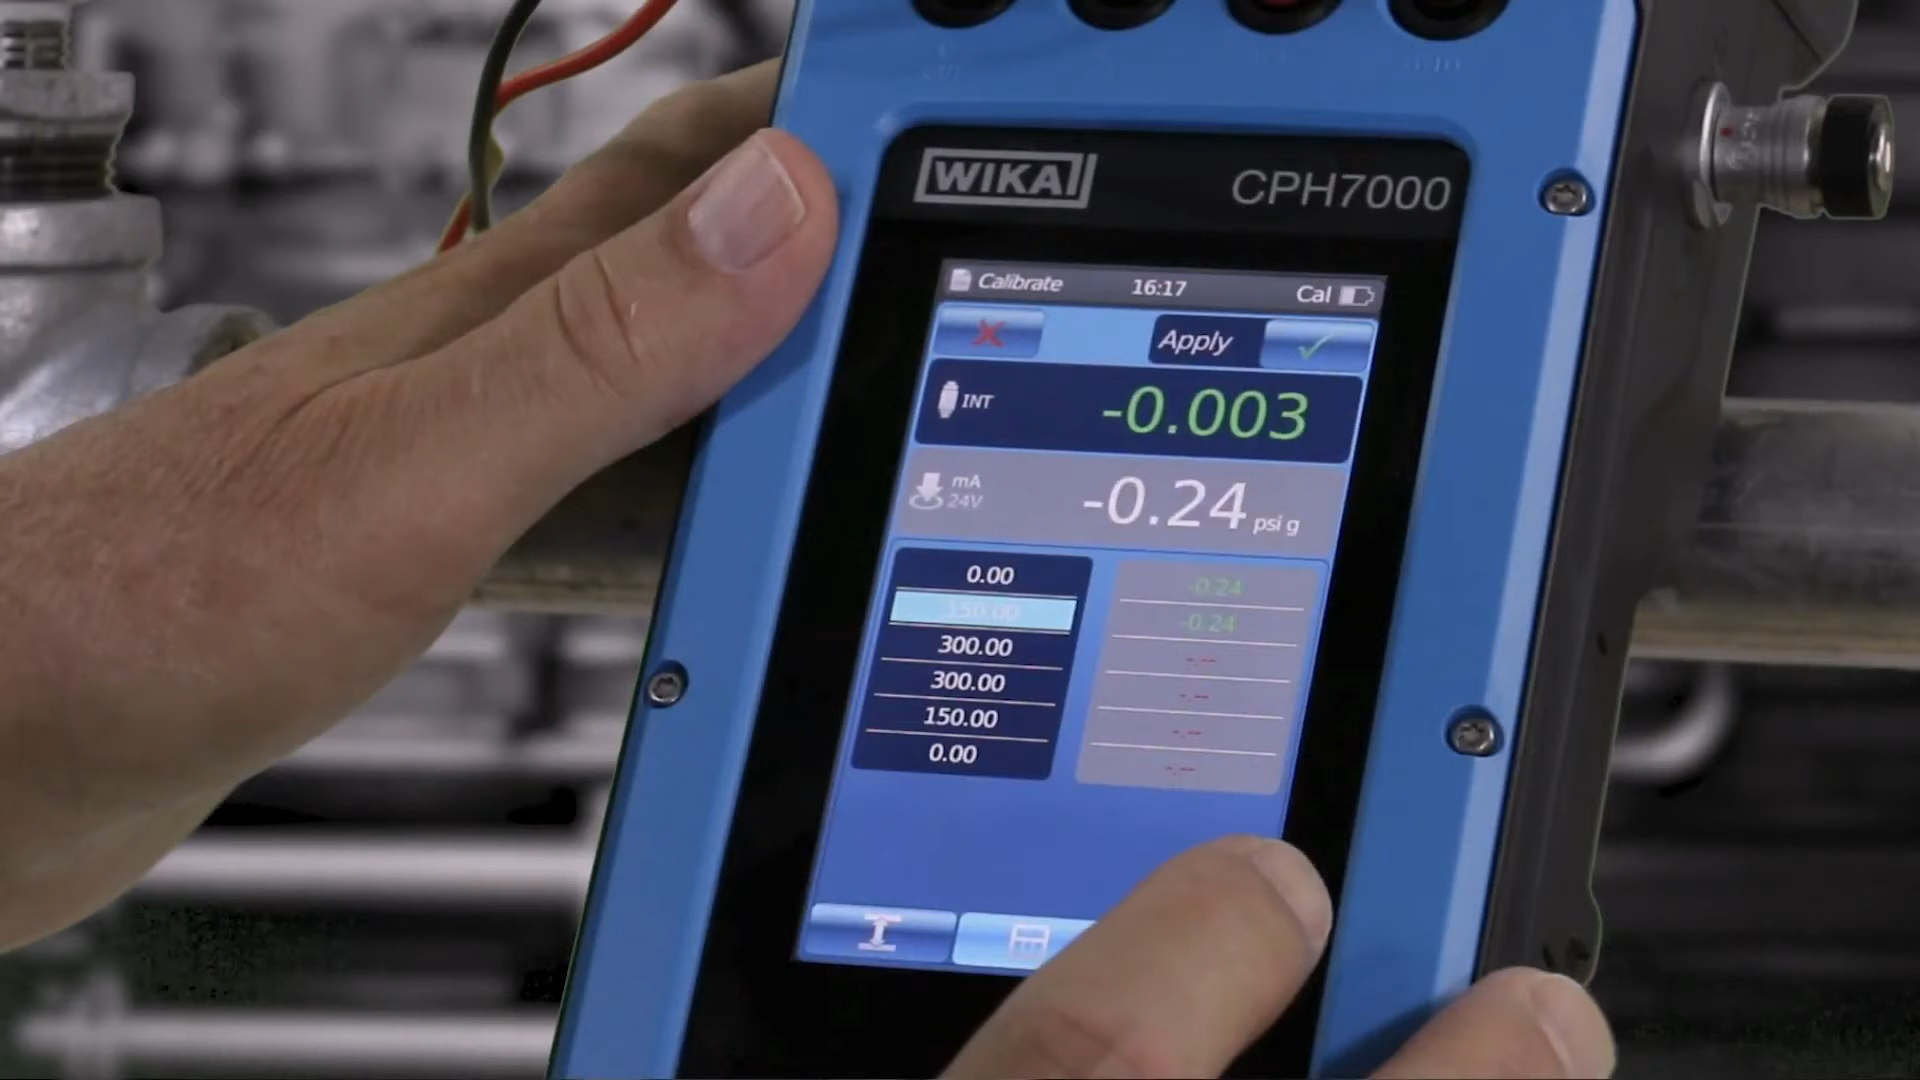 WIKA
CPH7000
Calibrate 16:17 Cal
Apply
INT -0.003
mA
24V
-0.24 psi g
0.00 -0.24
150.00 -0.24
300.00 -.--
300.00 -.--
150.00 -.--
0.00 -.--